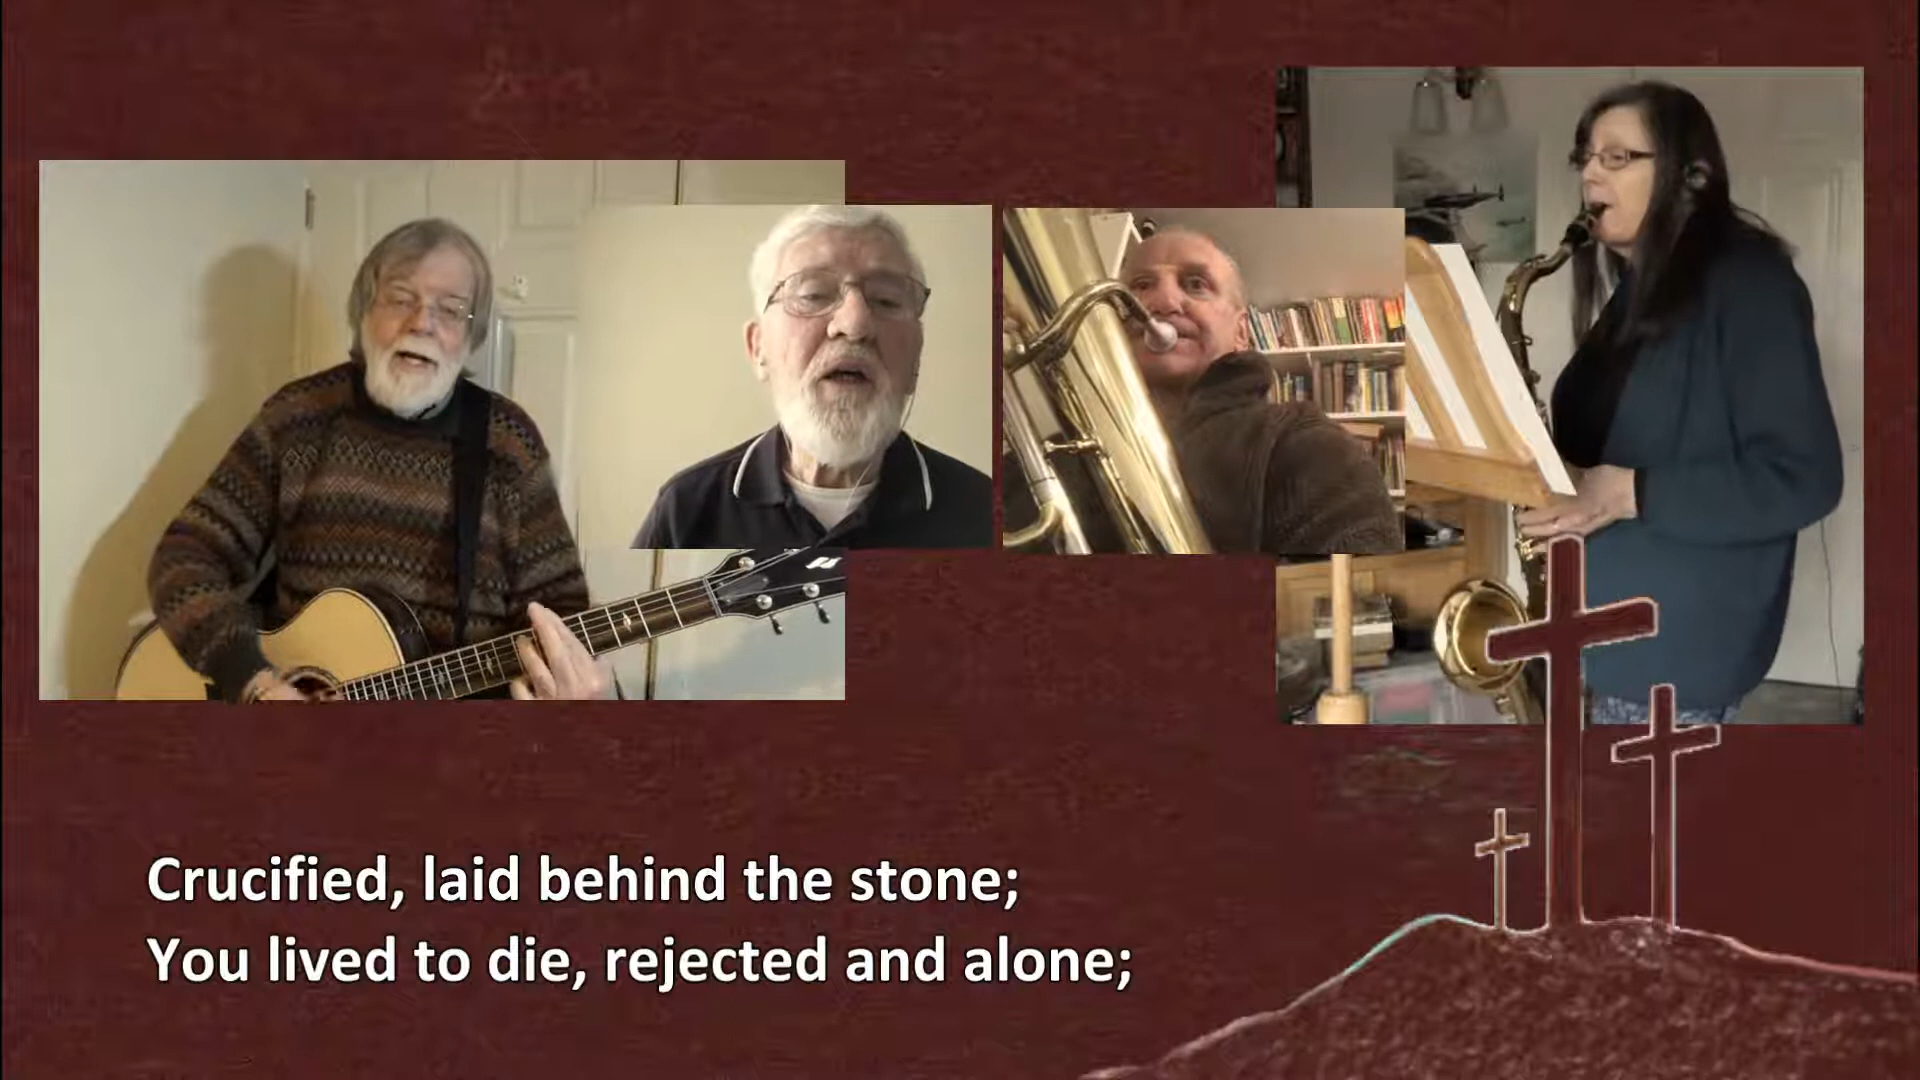 Crucified, laid behind the stone;
You lived to die, rejected and alone;